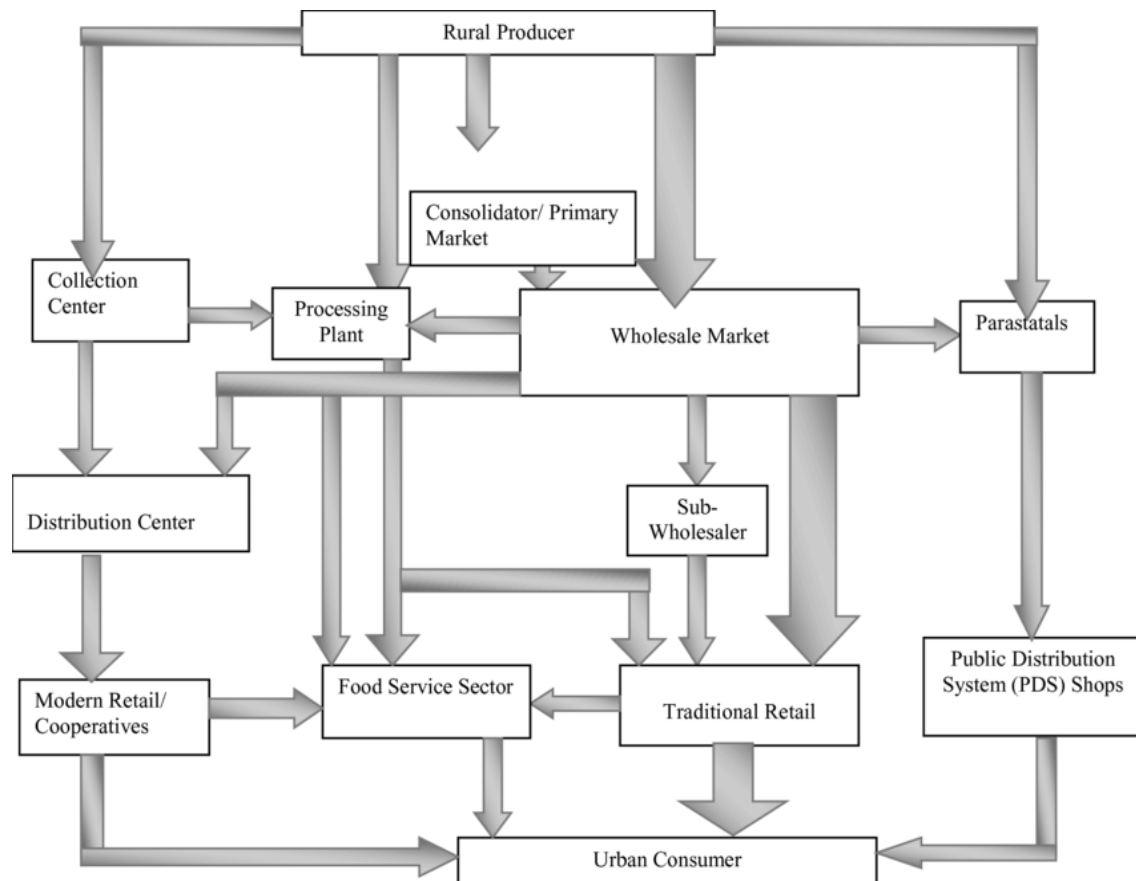 Rural Producer
Consolidator/ Primary
Market
Collection
Center
Processing
Plant
Wholesale Market
Parastatals
Distribution Center
Sub-
Wholesaler
Modern Retail/
Cooperatives
Food Service Sector
Traditional Retail
Public Distribution
System (PDS) Shops
Urban Consumer